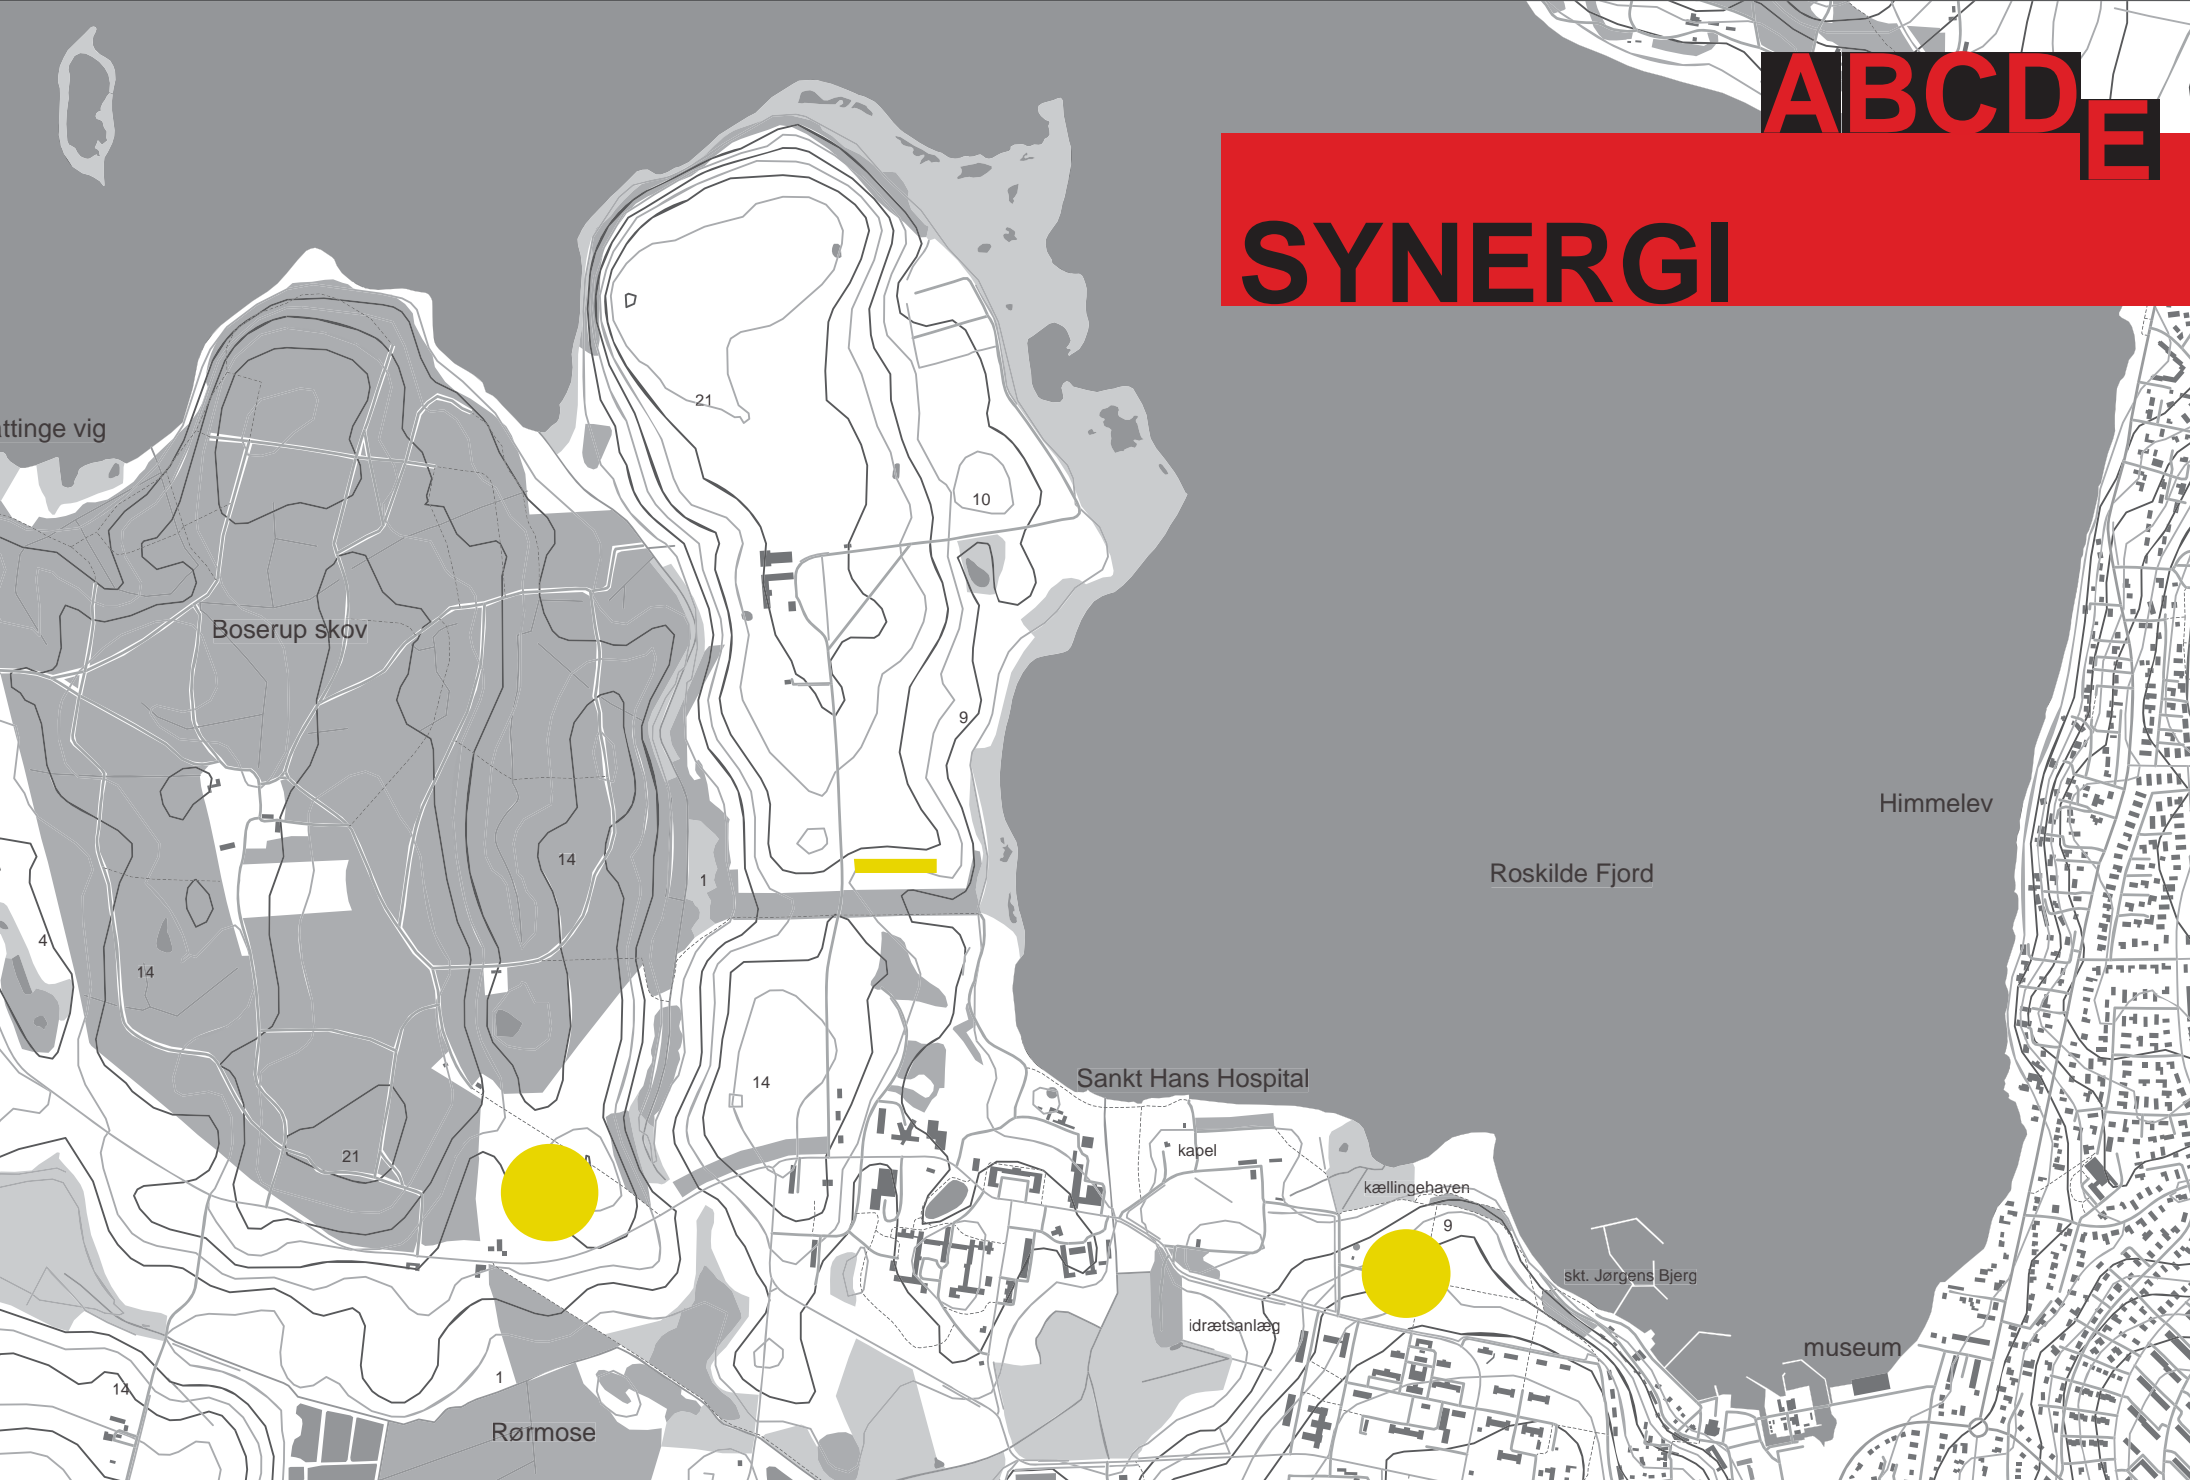 ABCDE
SYNERGI
21
attinge vig
10
Boserup skov
9
Himmelev
14
Roskilde Fjord
1
4
14
14
Sankt Hans Hospital
21
kapel
kællingehaven
9
skt. Jørgens Bjerg
idrætsanlæg
museum
1
14
Rørmose